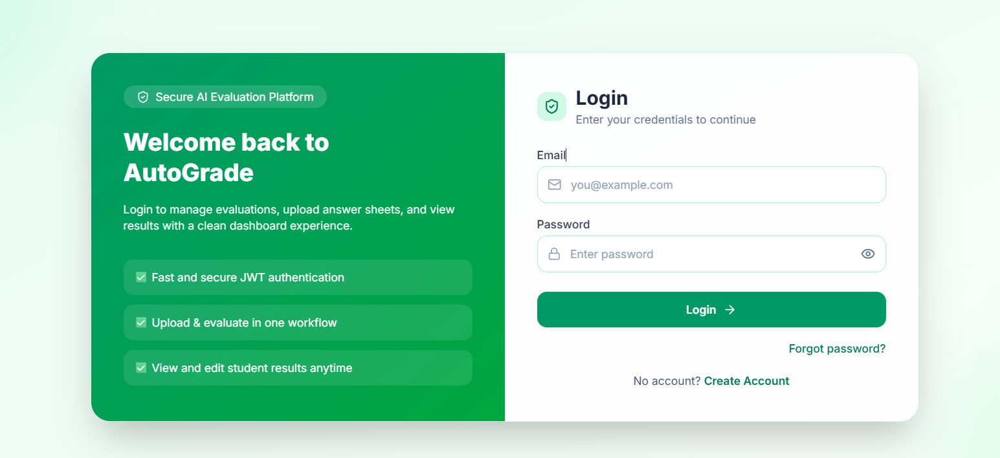 Secure AI Evaluation Platform
Welcome back to
AutoGrade
Login to manage evaluations, upload answer sheets, and view
results with a clean dashboard experience.
✅ Fast and secure JWT authentication
✅ Upload & evaluate in one workflow
✅ View and edit student results anytime
Login
Enter your credentials to continue
Email
you@example.com
Password
Enter password
Login →
Forgot password?
No account? Create Account